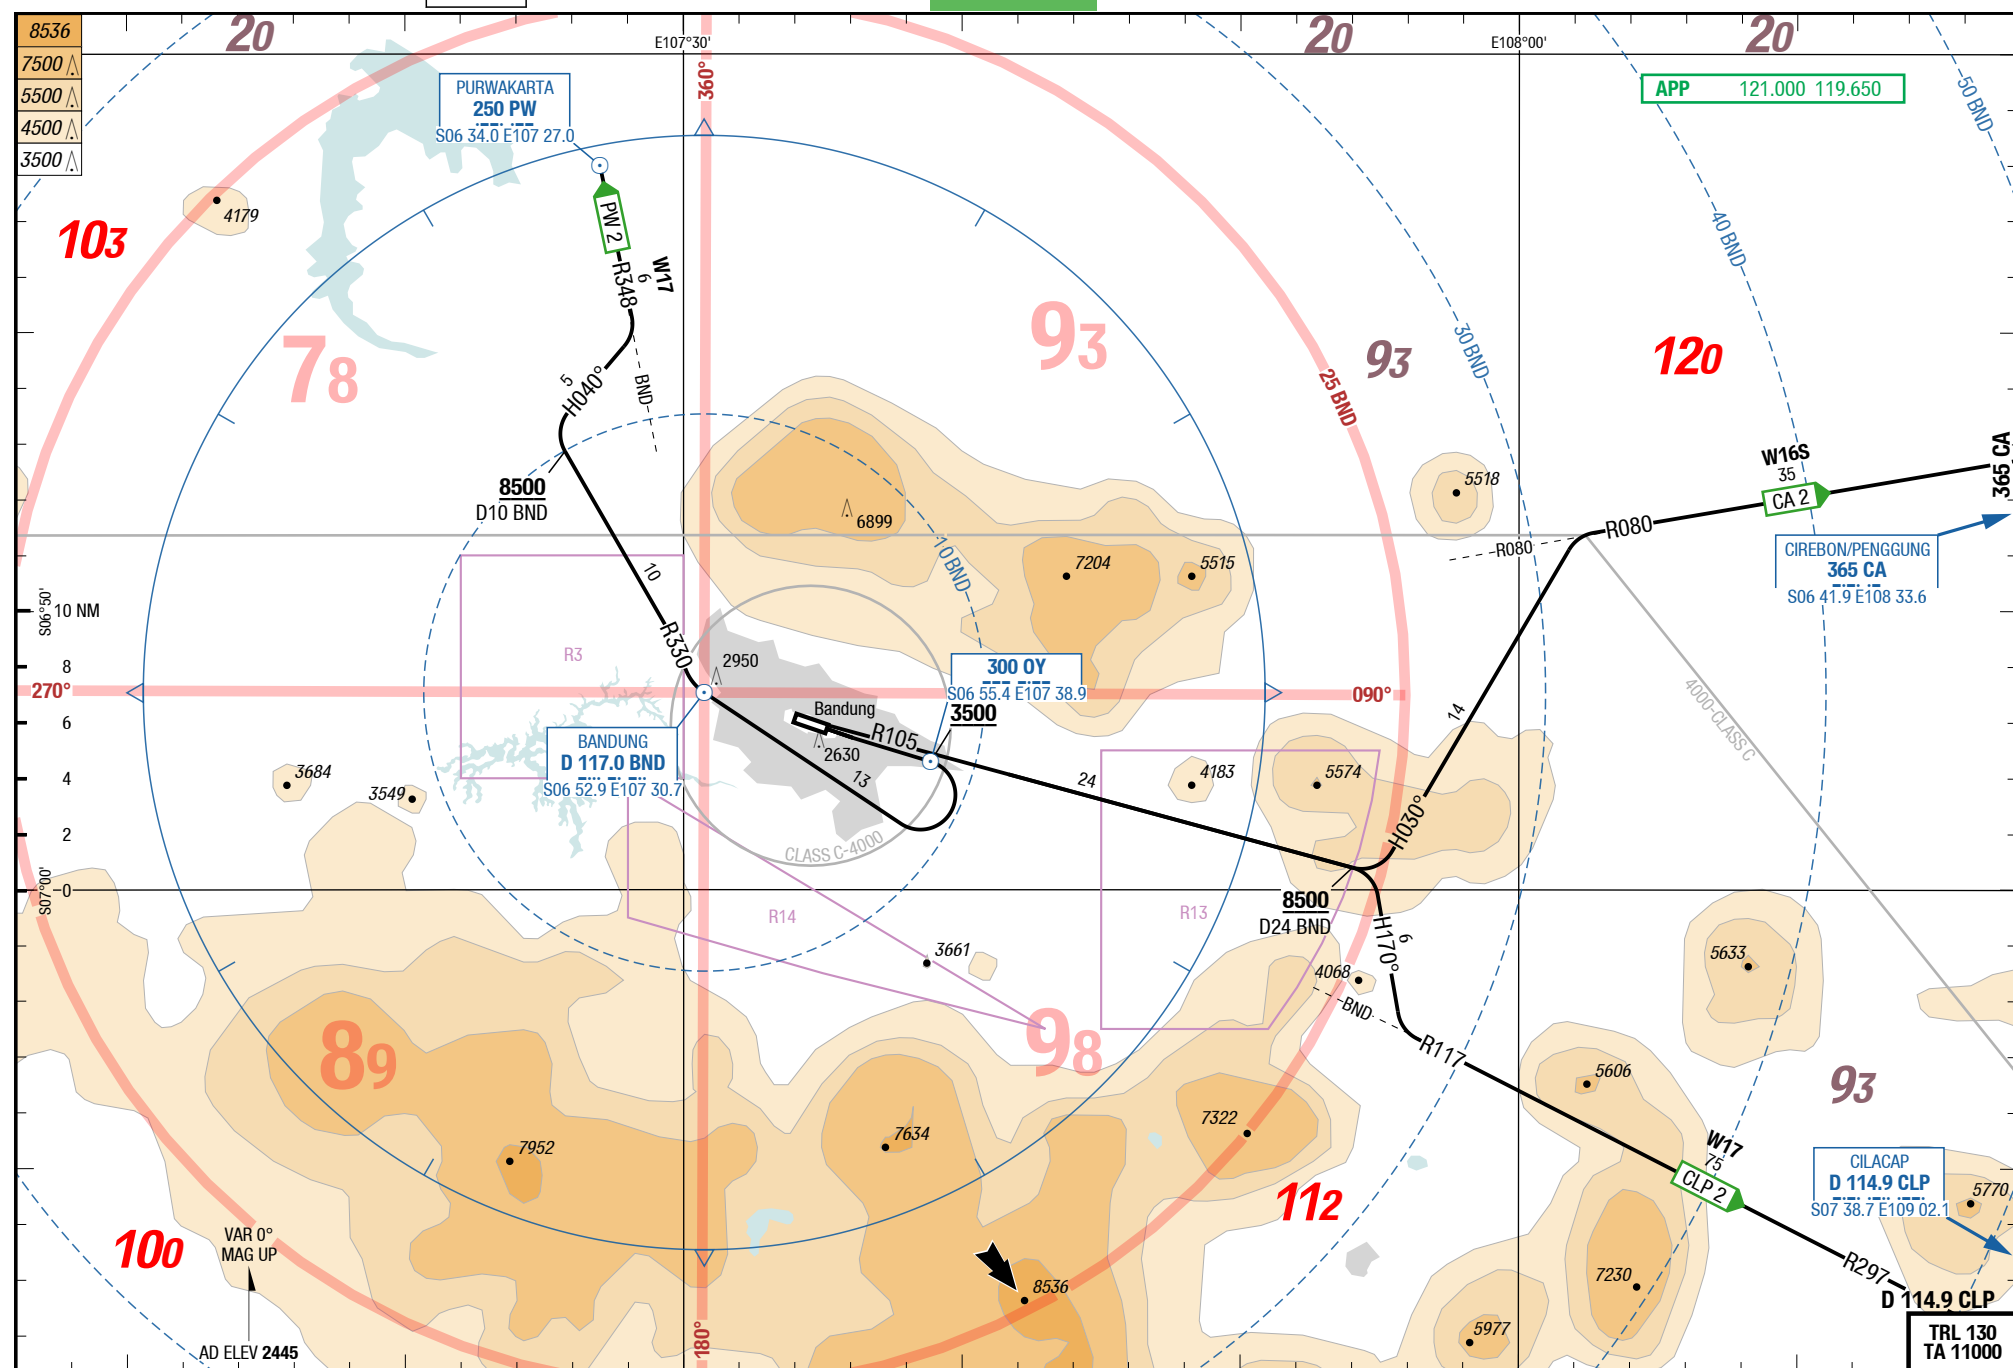 8536
7500
5500
4500
3500
20
E107°30'
20
E108°00'
20
360°
PURWAKARTA
250 PW
S06 34.0 E107 27.0
APP 121.000 119.650
50 BND
4179
103
PW 2
W17
6
R348
40 BND
78
93
93
30 BND
120
25 BND
BND
5
H040°
8500
D10 BND
W16S
35
CA 2
365 CA
5518
6899
R080
R080
CIREBON/PENGGUNG
365 CA
S06 41.9 E108 33.6
10 BND
7204
5515
10
S06°50'
10 NM
R3
R330
2950
300 OY
S06 55.4 E107 38.9
3500
8
270°
090°
6
Bandung
R105
2630
14
4000-CLASS C
BANDUNG
D 117.0 BND
S06 52.9 E107 30.7
13
24
4183
5574
3684
3549
4
2
H030°
CLASS C-4000
S07°00'
0
8500
D24 BND
R14
R13
6
H170°
3661
4068
BND
5633
R117
89
98
5606
93
7322
7634
7952
W17
75
CLP 2
CILACAP
D 114.9 CLP
S07 38.7 E109 02.1
5770
112
100
VAR 0°
MAG UP
8536
7230
R297
D 114.9 CLP
5977
180°
AD ELEV 2445
TRL 130
TA 11000